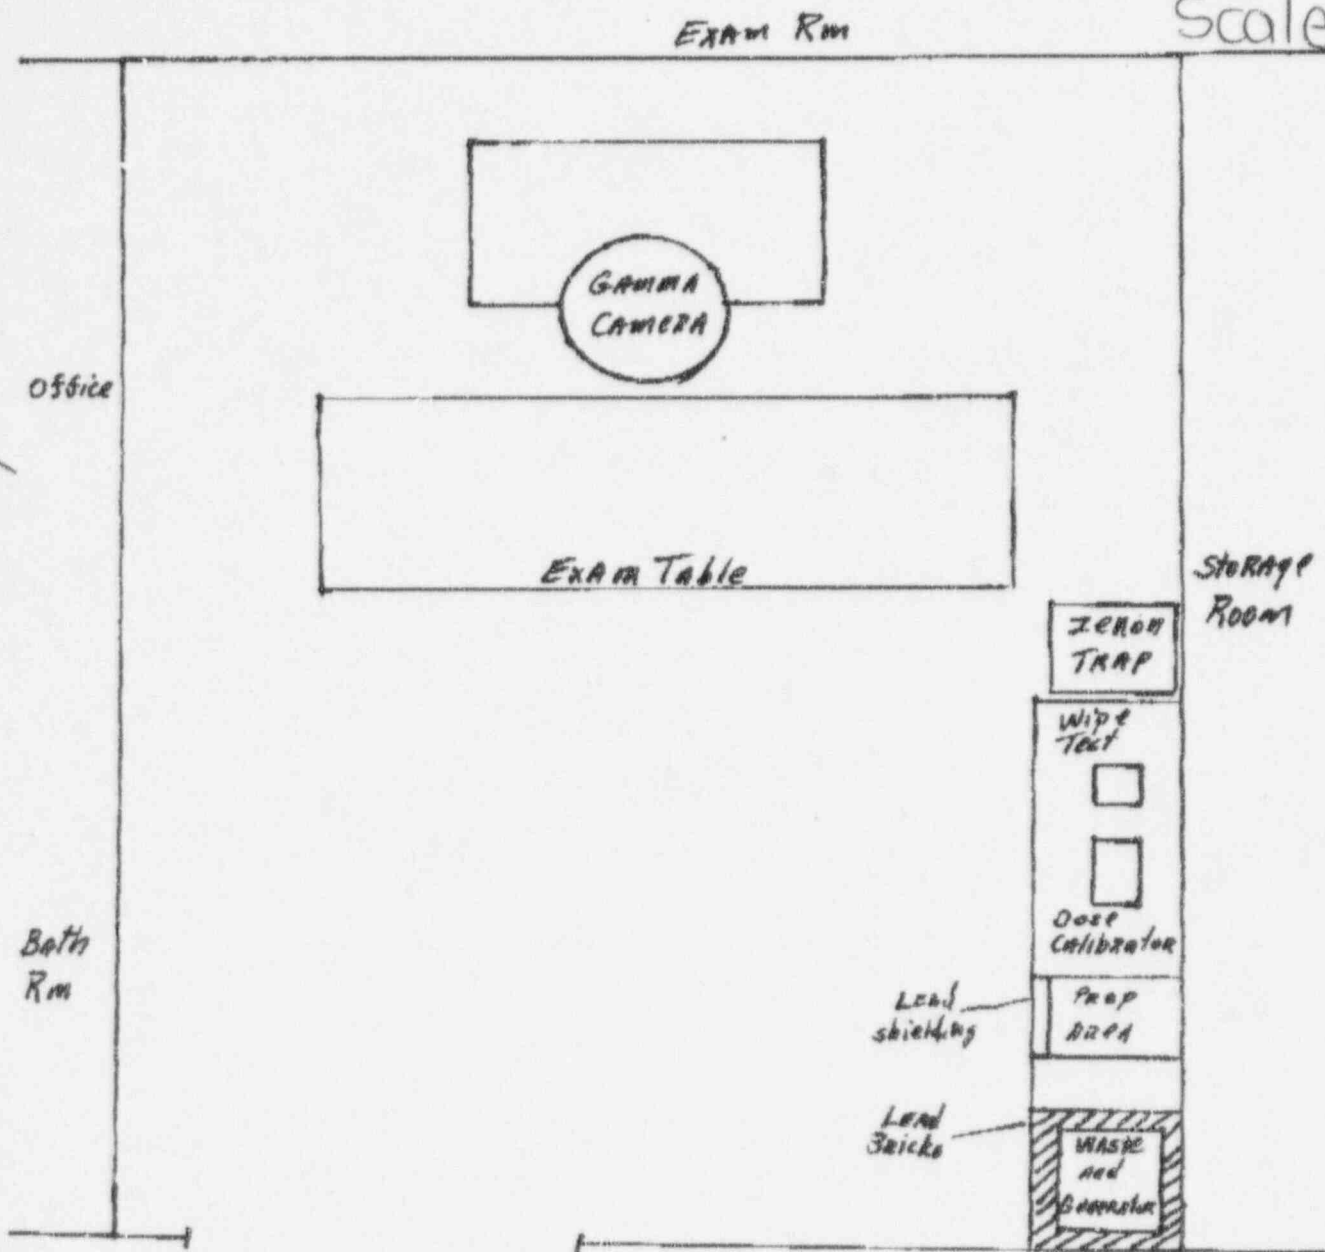 Scale
Exam Rm
GAMMA
CAMERA
Office
Exam Table
Storage
Room
Xenon
TRAP
Wipe
Test
Dose
Calibrator
Bath
Rm
Lead
shielding
Prep
Area
Lead
Bricks
Waste
and
Generator